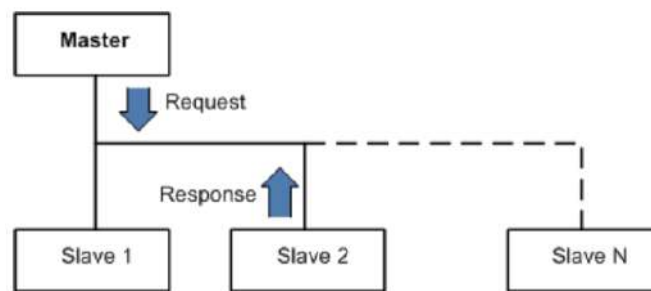 Master
Request
Response
Slave 1
Slave 2
Slave N